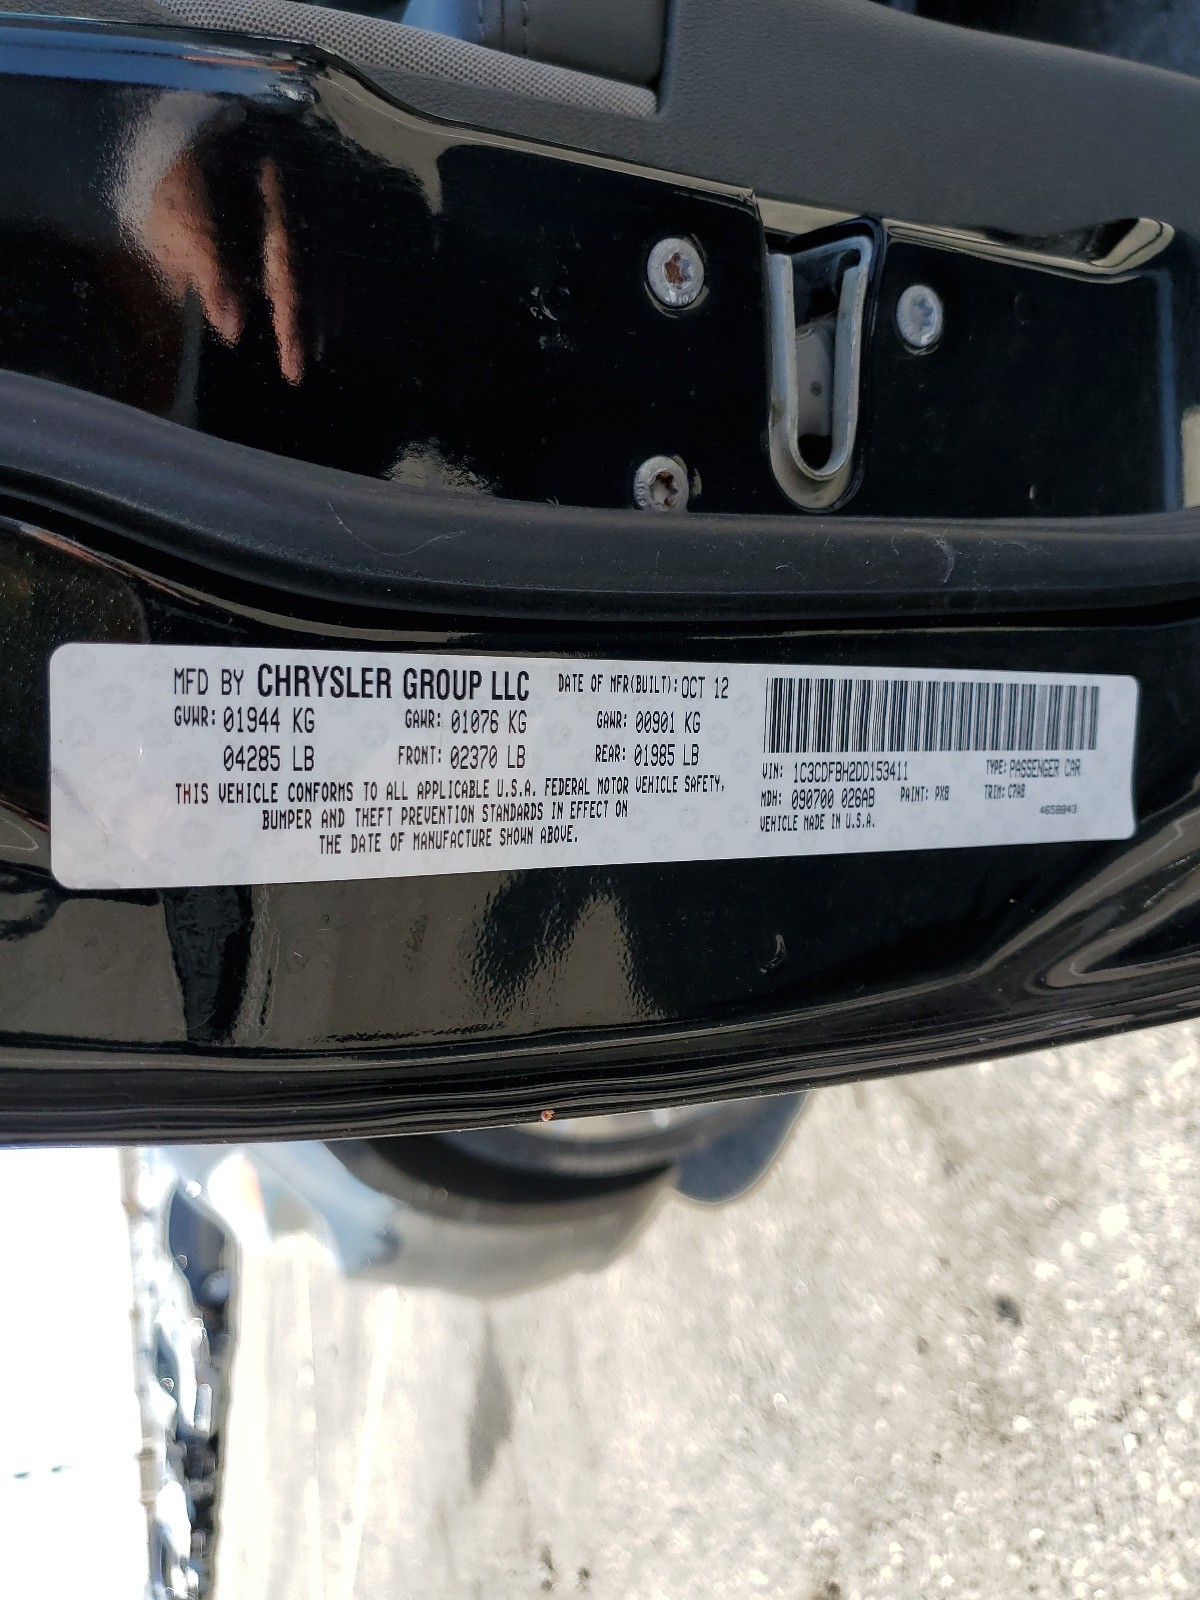 MFD BY CHRYSLER GROUP LLC DATE OF MFR(BUILT): OCT 12
GVWR: 01944 KG GAWR: 01076 KG GAWR: 00901 KG
04285 LB FRONT: 02370 LB REAR: 01985 LB
THIS VEHICLE CONFORMS TO ALL APPLICABLE U.S.A. FEDERAL MOTOR VEHICLE SAFETY,
BUMPER AND THEFT PREVENTION STANDARDS IN EFFECT ON
THE DATE OF MANUFACTURE SHOWN ABOVE.
VIN: 1C3CDFBH2DD153411 TYPE: PASSENGER CAR
MDH: 090700 026AB PAINT: PX8 TRIM: C7A8
VEHICLE MADE IN U.S.A. 4658843